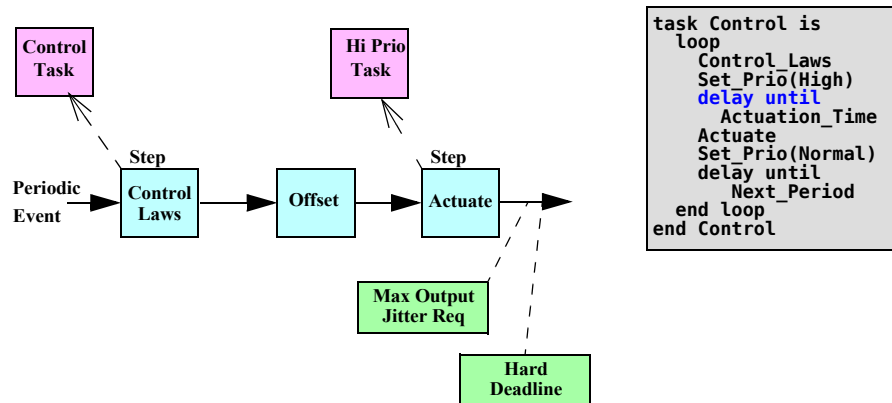 Control
Task
Hi Prio
Task
Step
Step
Periodic
Event
Control
Laws
Offset
Actuate
Max Output
Jitter Req
Hard
Deadline
task Control is
  loop
    Control_Laws
    Set_Prio(High)
    delay until
      Actuation_Time
    Actuate
    Set_Prio(Normal)
    delay until
       Next_Period
  end loop
end Control